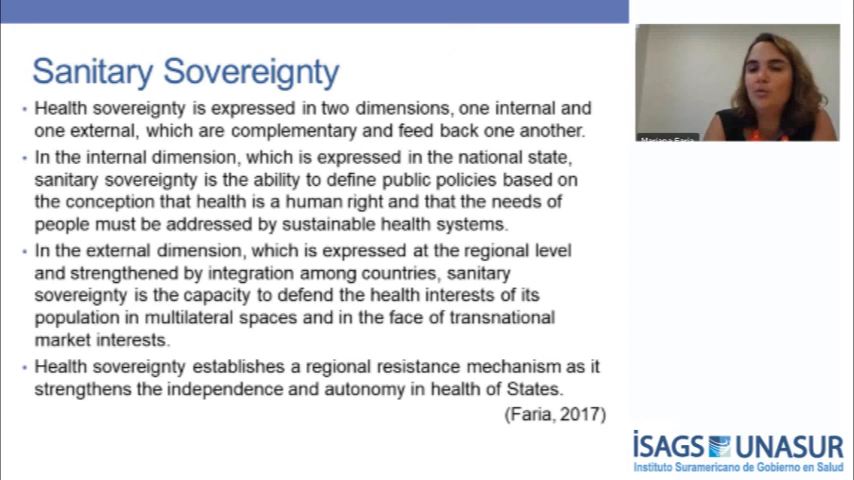 Sanitary Sovereignty
• Health sovereignty is expressed in two dimensions, one internal and
one external, which are complementary and feed back one another.
• In the internal dimension, which is expressed in the national state,
sanitary sovereignty is the ability to define public policies based on
the conception that health is a human right and that the needs of
people must be addressed by sustainable health systems.
• In the external dimension, which is expressed at the regional level
and strengthened by integration among countries, sanitary
sovereignty is the capacity to defend the health interests of its
population in multilateral spaces and in the face of transnational
market interests.
• Health sovereignty establishes a regional resistance mechanism as it
strengthens the independence and autonomy in health of States.
(Faria, 2017)
Mariana Faria
ISAGS UNASUR
Instituto Suramericano de Gobierno en Salud